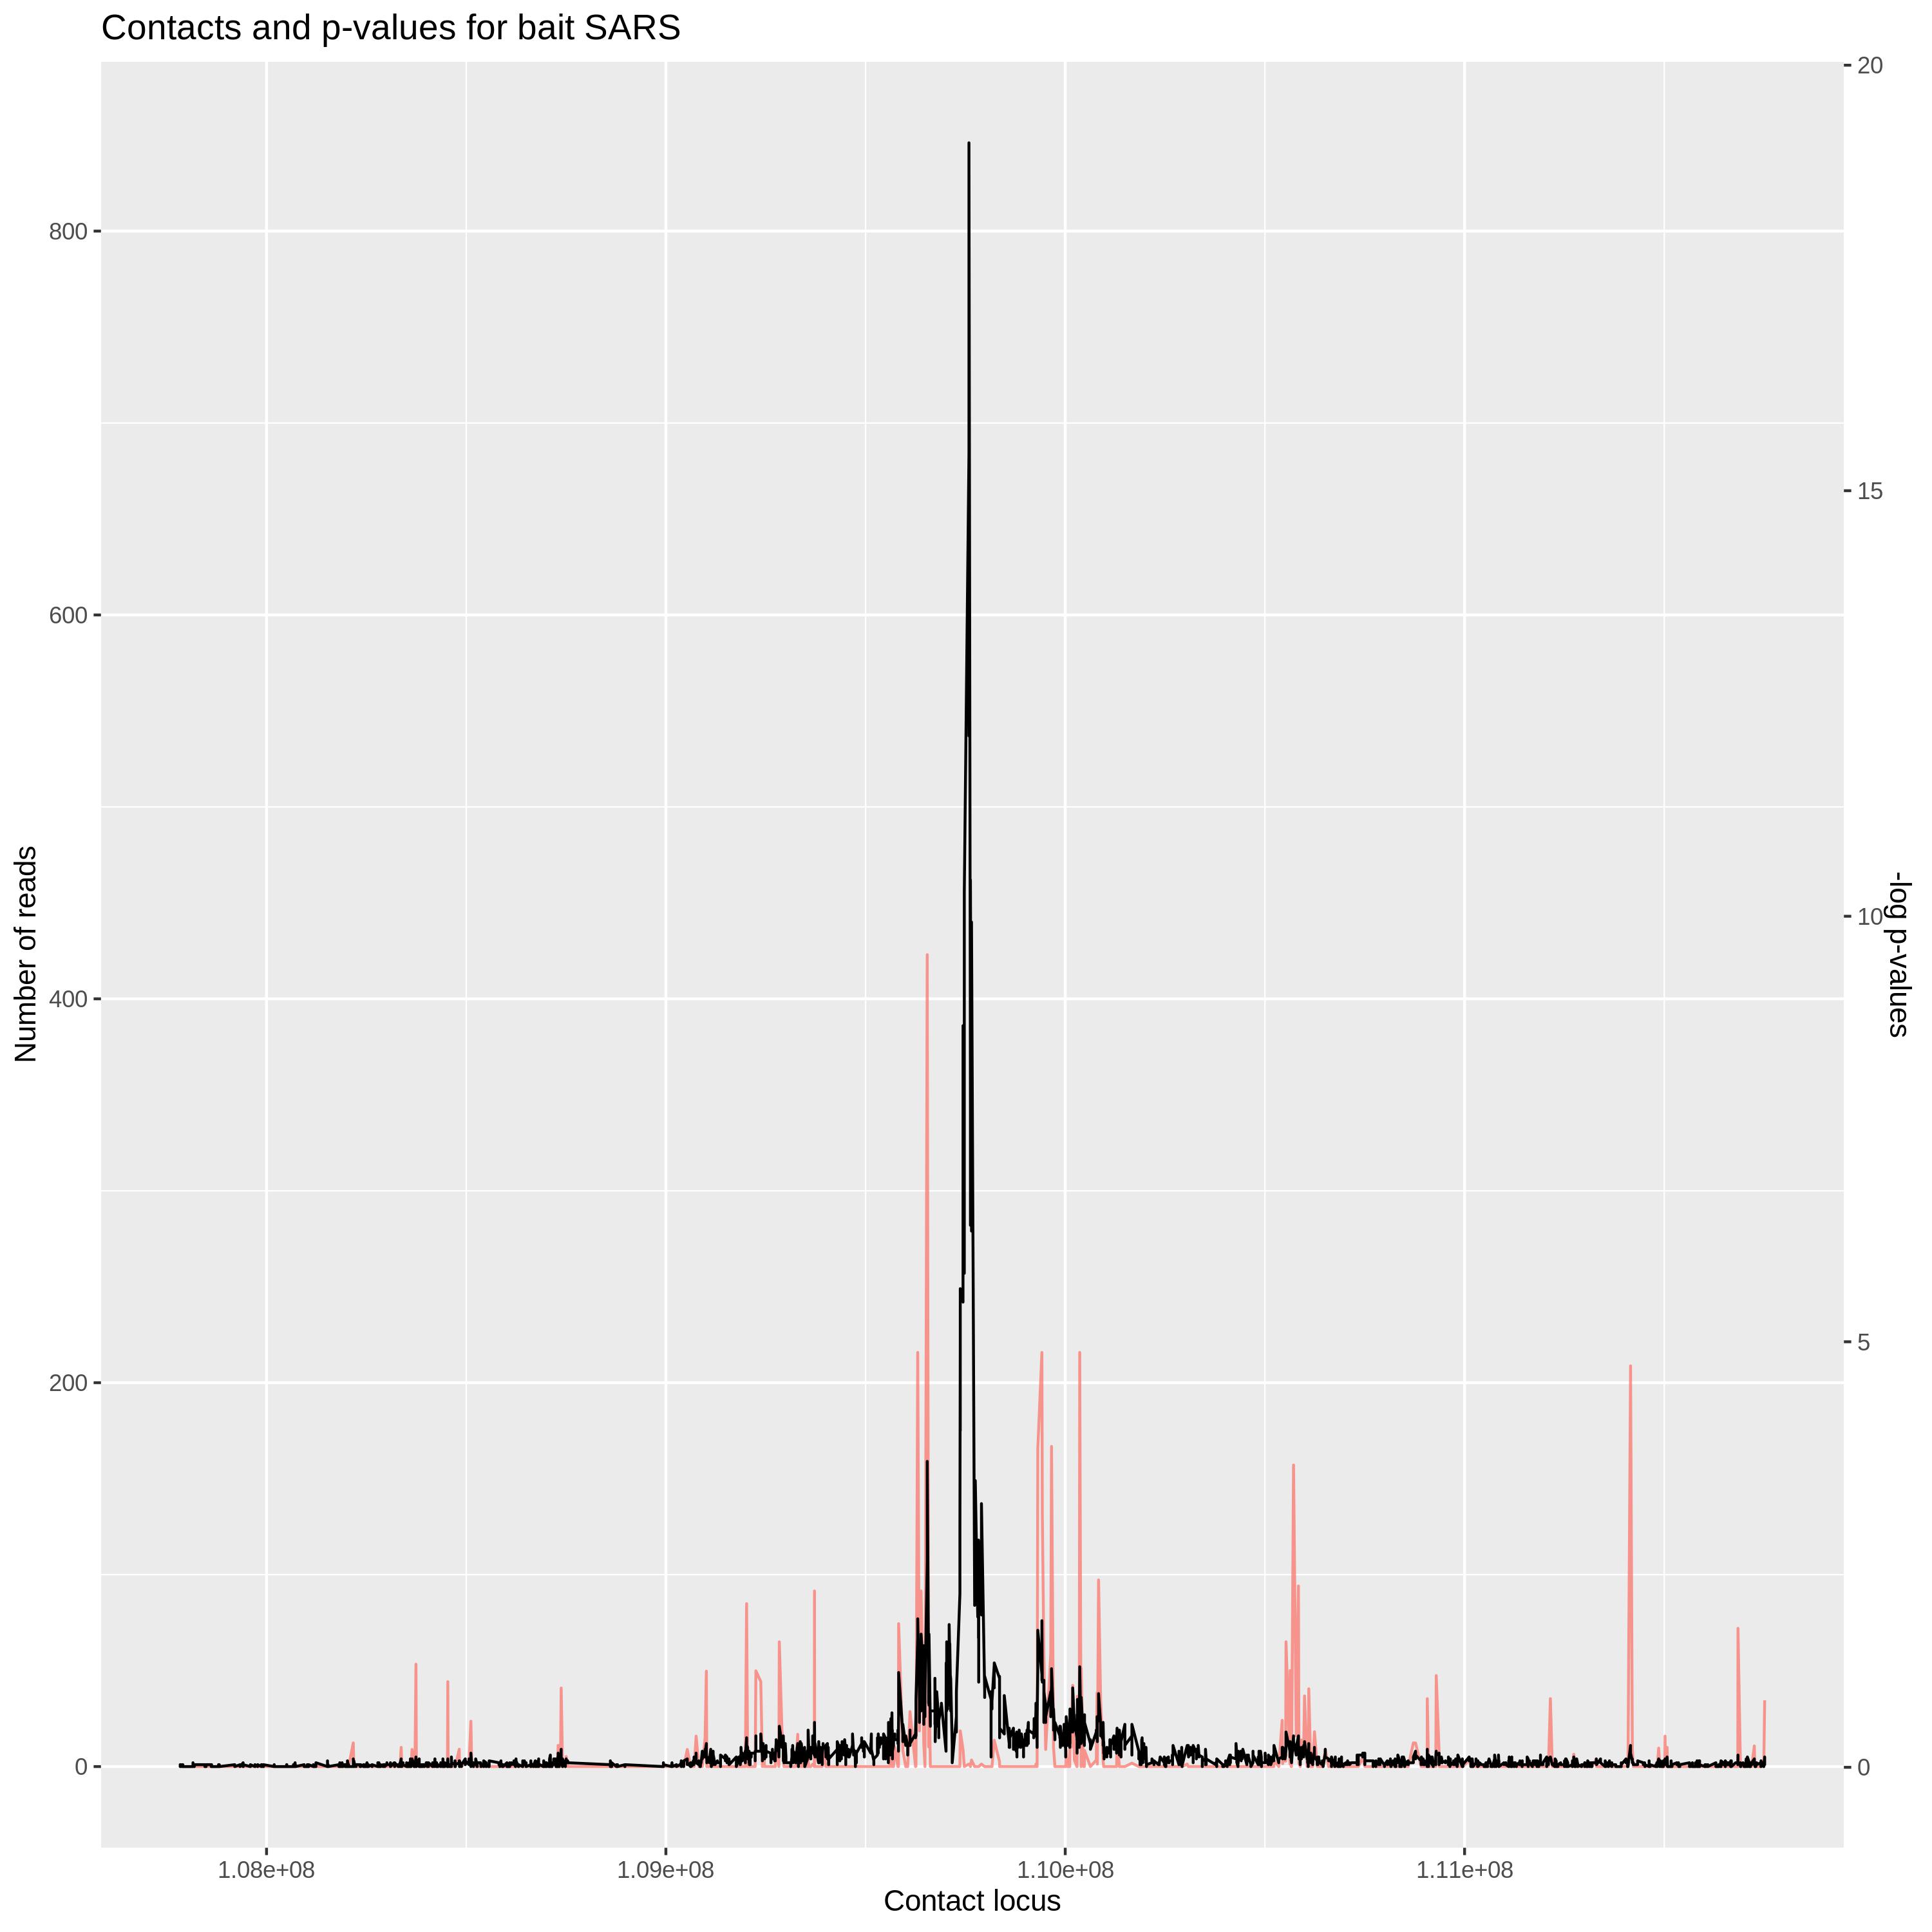 Contacts and p-values for bait SARS
Number of reads
800
600
400
200
0
20
15
10
5
0
-log p-values
1.08e+08
1.09e+08
1.10e+08
1.11e+08
Contact locus